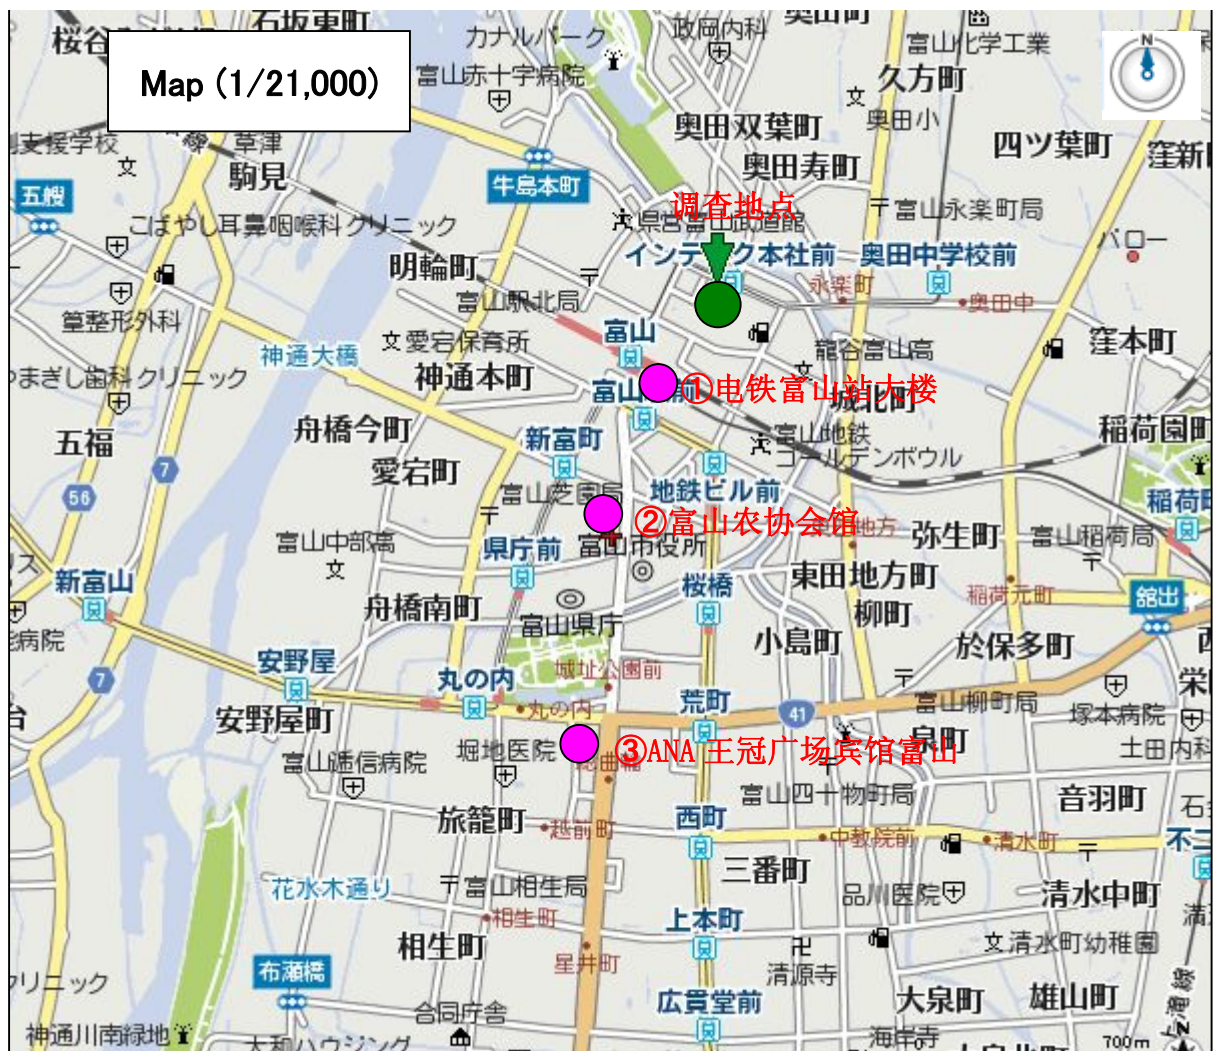 石坂東町
奥田町
政岡内科
カナルパーク
富山化学工業
Map (1/21,000)
N
富山赤十字病院
久方町
奥田小
奥田双葉町
四ツ葉町
草津
奥田寿町
駒見
牛島本町
五艘
调查地点
富山永楽町局
県営富山武道館
こばやし耳鼻咽喉科クリニック
バロー
インテック本社前
奥田中学校前
明輪町
永楽町
富山駅北局
奥田中
富山
愛宕保育所
窪本町
神通大橋
龍谷富山高
神通本町
①电铁富山站大楼
城北町
舟橋今町
富山地鉄
ゴールデンボウル
稲荷園町
新富町
五福
7
愛宕町
地鉄ビル前
56
富山芝園局
②富山农协会馆
弥生町
富山稲荷局
富山中部高
県庁前
富山市役所
新富山
桜橋
東田地方町
稲荷元町
舘出
舟橋南町
柳町
富山県庁
小島町
於保多町
安野屋
城址公園前
丸の内
7
丸の内
荒町
41
富山柳町局
塚本病院
安野屋町
堀地医院
③ANA 王冠广场宾馆富山
泉町
土田内科
富山逓信病院
富山四十物町局
音羽町
旅籠町
越前町
西町
中教院前
清水町
三番町
花水木通り
富山相生局
品川医院
清水中町
相生町
上本町
相生町
星井町
清源寺
清水町幼稚園
布瀬橋
広貫堂前
大泉町
雄山町
合同庁舎
神通川南緑地
大和ハウジング
海岸寺
700m